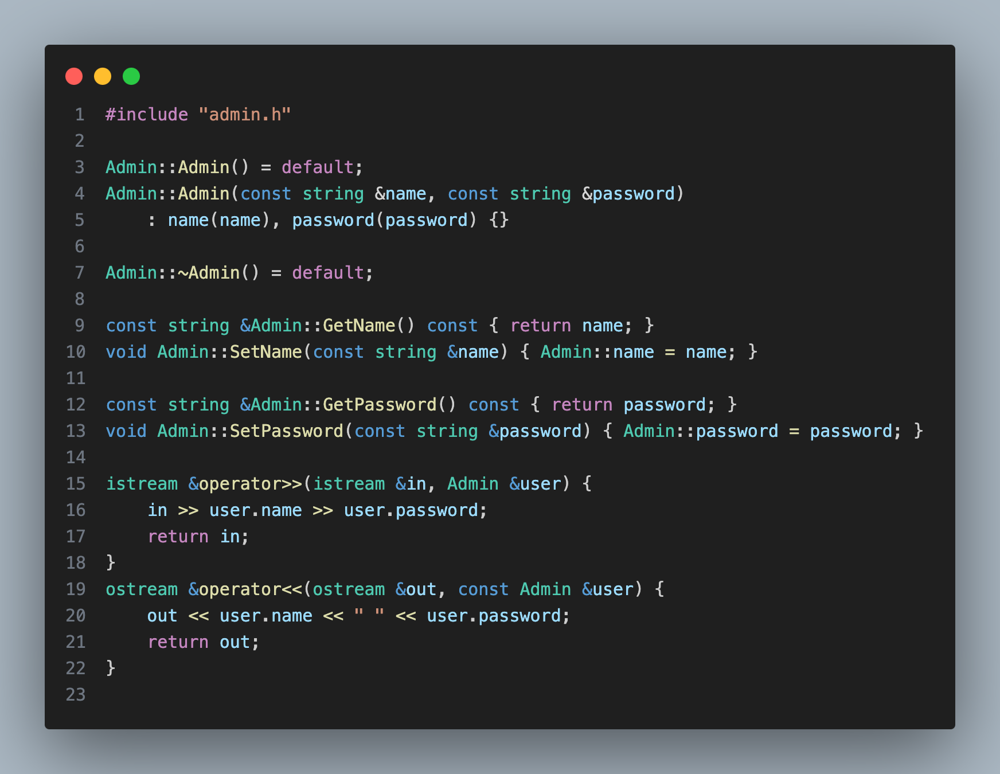 1 #include "admin.h"
2
3 Admin::Admin() = default;
4 Admin::Admin(const string &name, const string &password)
5     : name(name), password(password) {}
6
7 Admin::~Admin() = default;
8
9 const string &Admin::GetName() const { return name; }
10 void Admin::SetName(const string &name) { Admin::name = name; }
11
12 const string &Admin::GetPassword() const { return password; }
13 void Admin::SetPassword(const string &password) { Admin::password = password; }
14
15 istream &operator>>(istream &in, Admin &user) {
16     in >> user.name >> user.password;
17     return in;
18 }
19 ostream &operator<<(ostream &out, const Admin &user) {
20     out << user.name << " " << user.password;
21     return out;
22 }
23